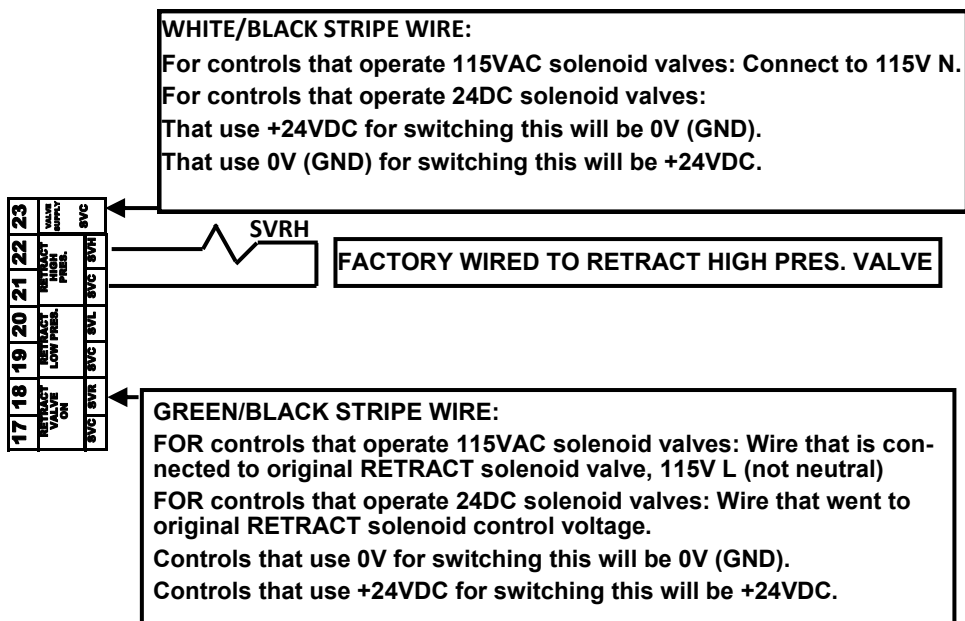 WHITE/BLACK STRIPE WIRE:
For controls that operate 115VAC solenoid valves: Connect to 115V N.
For controls that operate 24DC solenoid valves:
That use +24VDC for switching this will be 0V (GND).
That use 0V (GND) for switching this will be +24VDC.
23 VALVE SUPPLY SVC
22 SVH
RETRACT HIGH PRES.
21 SVC
20 SVL
RETRACT LOW PRES.
19 SVC
18 SVR
RETRACT VALVE ON
17 SVC
SVRH
FACTORY WIRED TO RETRACT HIGH PRES. VALVE
GREEN/BLACK STRIPE WIRE:
FOR controls that operate 115VAC solenoid valves: Wire that is con-
nected to original RETRACT solenoid valve, 115V L (not neutral)
FOR controls that operate 24DC solenoid valves: Wire that went to
original RETRACT solenoid control voltage.
Controls that use 0V for switching this will be 0V (GND).
Controls that use +24VDC for switching this will be +24VDC.